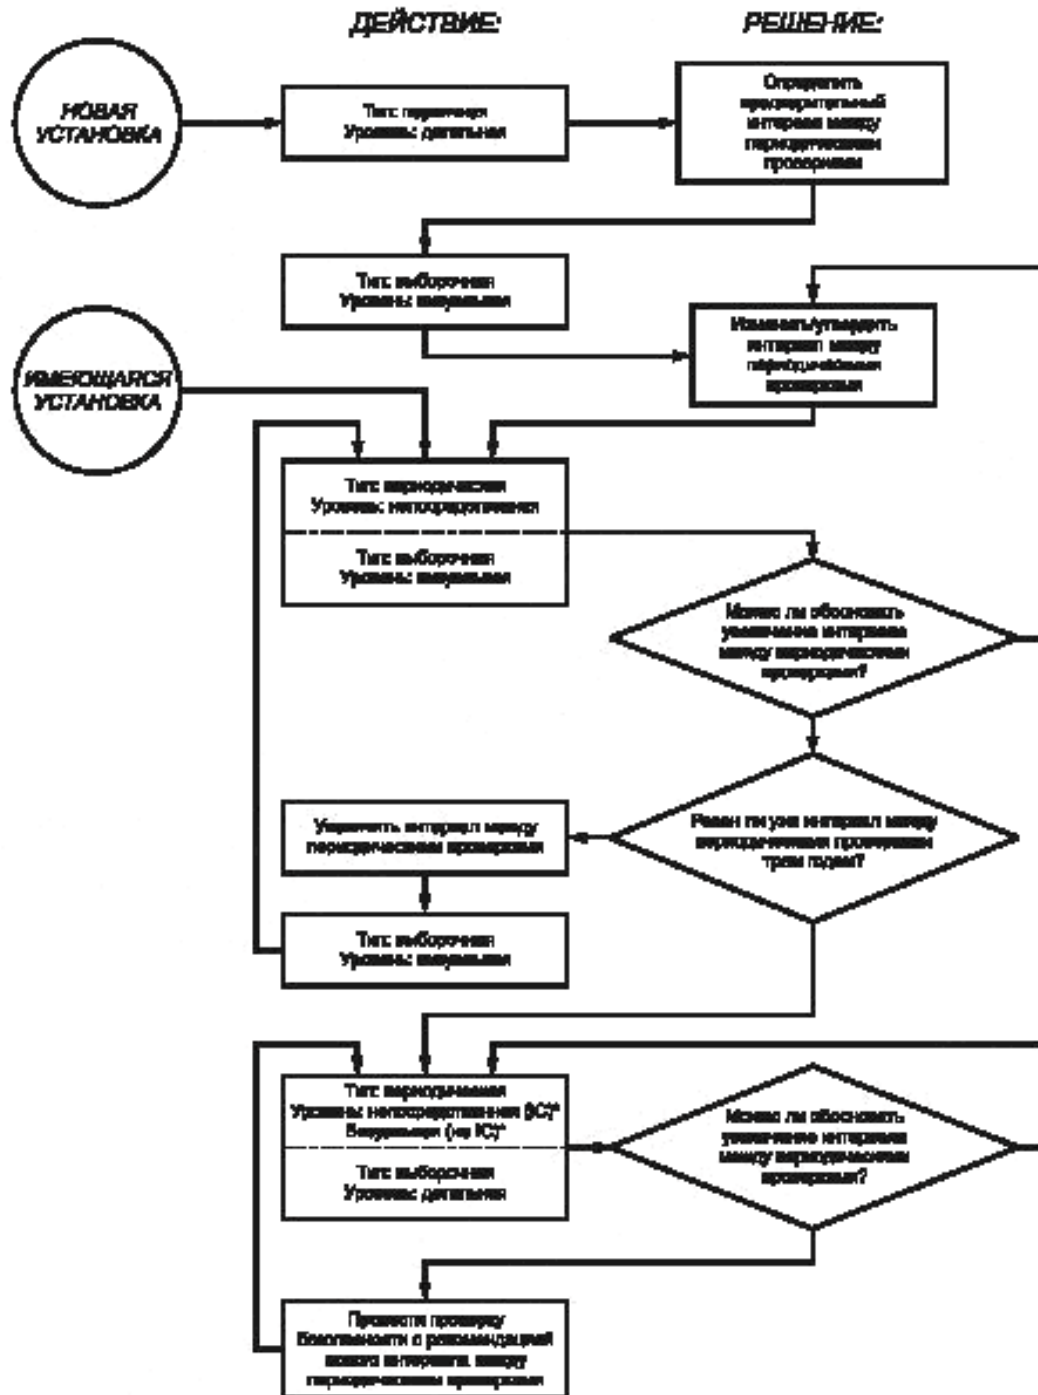 ДЕЙСТВИЕ:
РЕШЕНИЕ:
НОВАЯ
УСТАНОВКА
Тип: первичная
Уровень: детальная
Определить
предварительный
интервал между
периодическими
проверками
Тип: выборочная
Уровень: визуальная
ИМЕЮЩАЯСЯ
УСТАНОВКА
Изменить/утвердить
интервал между
периодическими
проверками
Тип: периодическая
Уровень: непосредственная
Тип: выборочная
Уровень: визуальная
Можно ли обосновать
увеличение интервала
между периодическими
проверками?
Увеличить интервал между
периодическими проверками
Равен ли уже интервал между
периодическими проверками
трем годам?
Тип: выборочная
Уровень: визуальная
Тип: периодическая
Уровень: непосредственная (IC)*
Визуальная (не IC)*
Тип: выборочная
Уровень: детальная
Можно ли обосновать
увеличение интервала
между периодическими
проверками?
Провести проверку
безопасности с рекомендацией
нового интервала между
периодическими проверками